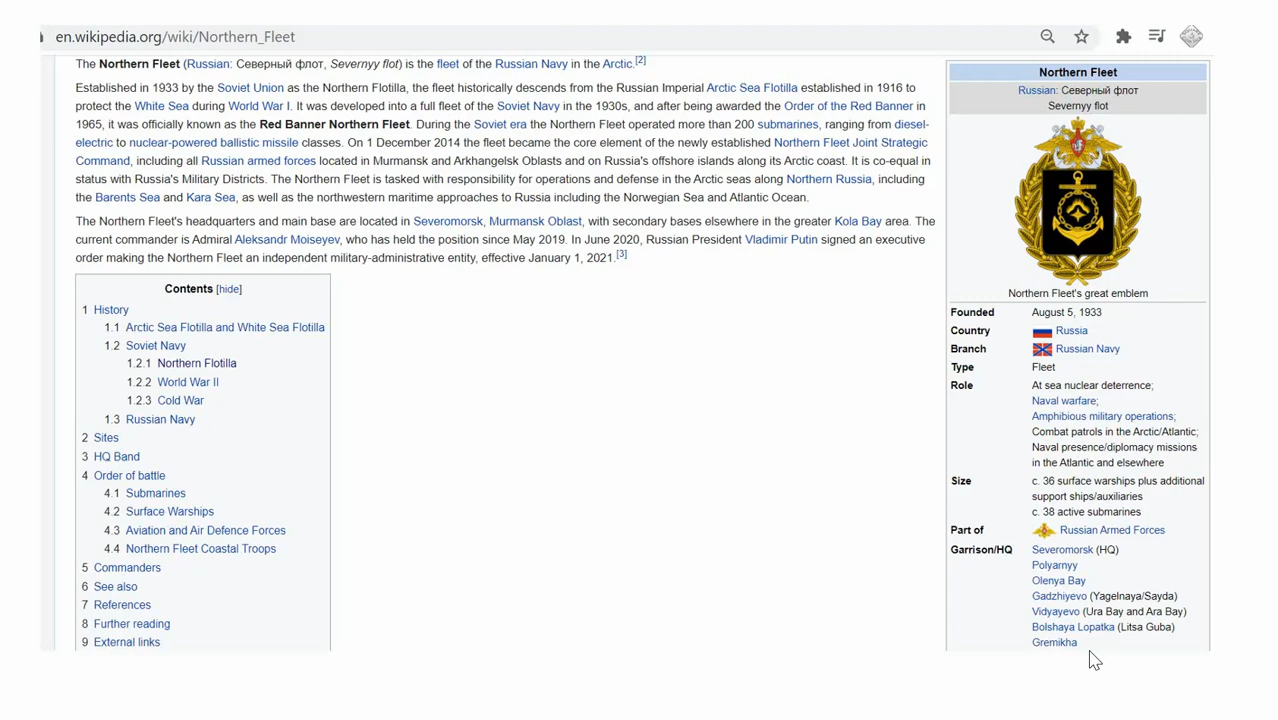 en.wikipedia.org/wiki/Northern_Fleet
The Northern Fleet (Russian: Северный флот, Severnyy flot) is the fleet of the Russian Navy in the Arctic.[2]
Established in 1933 by the Soviet Union as the Northern Flotilla, the fleet historically descends from the Russian Imperial Arctic Sea Flotilla established in 1916 to
protect the White Sea during World War I. It was developed into a full fleet of the Soviet Navy in the 1930s, and after being awarded the Order of the Red Banner in
1965, it was officially known as the Red Banner Northern Fleet. During the Soviet era the Northern Fleet operated more than 200 submarines, ranging from diesel-
electric to nuclear-powered ballistic missile classes. On 1 December 2014 the fleet became the core element of the newly established Northern Fleet Joint Strategic
Command, including all Russian armed forces located in Murmansk and Arkhangelsk Oblasts and on Russia's offshore islands along its Arctic coast. It is co-equal in
status with Russia's Military Districts. The Northern Fleet is tasked with responsibility for operations and defense in the Arctic seas along Northern Russia, including
the Barents Sea and Kara Sea, as well as the northwestern maritime approaches to Russia including the Norwegian Sea and Atlantic Ocean.
The Northern Fleet's headquarters and main base are located in Severomorsk, Murmansk Oblast, with secondary bases elsewhere in the greater Kola Bay area. The
current commander is Admiral Aleksandr Moiseyev, who has held the position since May 2019. In June 2020, Russian President Vladimir Putin signed an executive
order making the Northern Fleet an independent military-administrative entity, effective January 1, 2021.[3]
Contents [hide]
1 History
1.1 Arctic Sea Flotilla and White Sea Flotilla
1.2 Soviet Navy
1.2.1 Northern Flotilla
1.2.2 World War II
1.2.3 Cold War
1.3 Russian Navy
2 Sites
3 HQ Band
4 Order of battle
4.1 Submarines
4.2 Surface Warships
4.3 Aviation and Air Defence Forces
4.4 Northern Fleet Coastal Troops
5 Commanders
6 See also
7 References
8 Further reading
9 External links
Northern Fleet
Russian: Северный флот
Severnyy flot
Northern Fleet's great emblem
Founded August 5, 1933
Country Russia
Branch Russian Navy
Type Fleet
Role At sea nuclear deterrence;
Naval warfare;
Amphibious military operations;
Combat patrols in the Arctic/Atlantic;
Naval presence/diplomacy missions
in the Atlantic and elsewhere
Size c. 36 surface warships plus additional
support ships/auxiliaries
c. 38 active submarines
Part of Russian Armed Forces
Garrison/HQ Severomorsk (HQ)
Polyarnyy
Olenya Bay
Gadzhiyevo (Yagelnaya/Sayda)
Vidyayevo (Ura Bay and Ara Bay)
Bolshaya Lopatka (Litsa Guba)
Gremikha